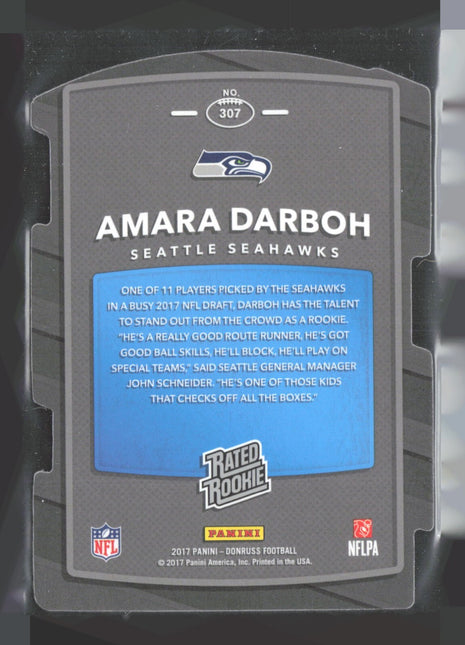 NO.
307
AMARA DARBOH
SEATTLE SEAHAWKS
ONE OF 11 PLAYERS PICKED BY THE SEAHAWKS
IN A BUSY 2017 NFL DRAFT, DARBOH HAS THE TALENT
TO STAND OUT FROM THE CROWD AS A ROOKIE.
"HE'S A REALLY GOOD ROUTE RUNNER, HE'S GOT
GOOD BALL SKILLS, HE'LL BLOCK, HE'LL PLAY ON
SPECIAL TEAMS," SAID SEATTLE GENERAL MANAGER
JOHN SCHNEIDER. "HE'S ONE OF THOSE KIDS
THAT CHECKS OFF ALL THE BOXES."
RATED
ROOKIE
NFL
PANINI
NFLPA
2017 PANINI – DONRUSS FOOTBALL
© 2017 Panini America, Inc. Printed in the USA.